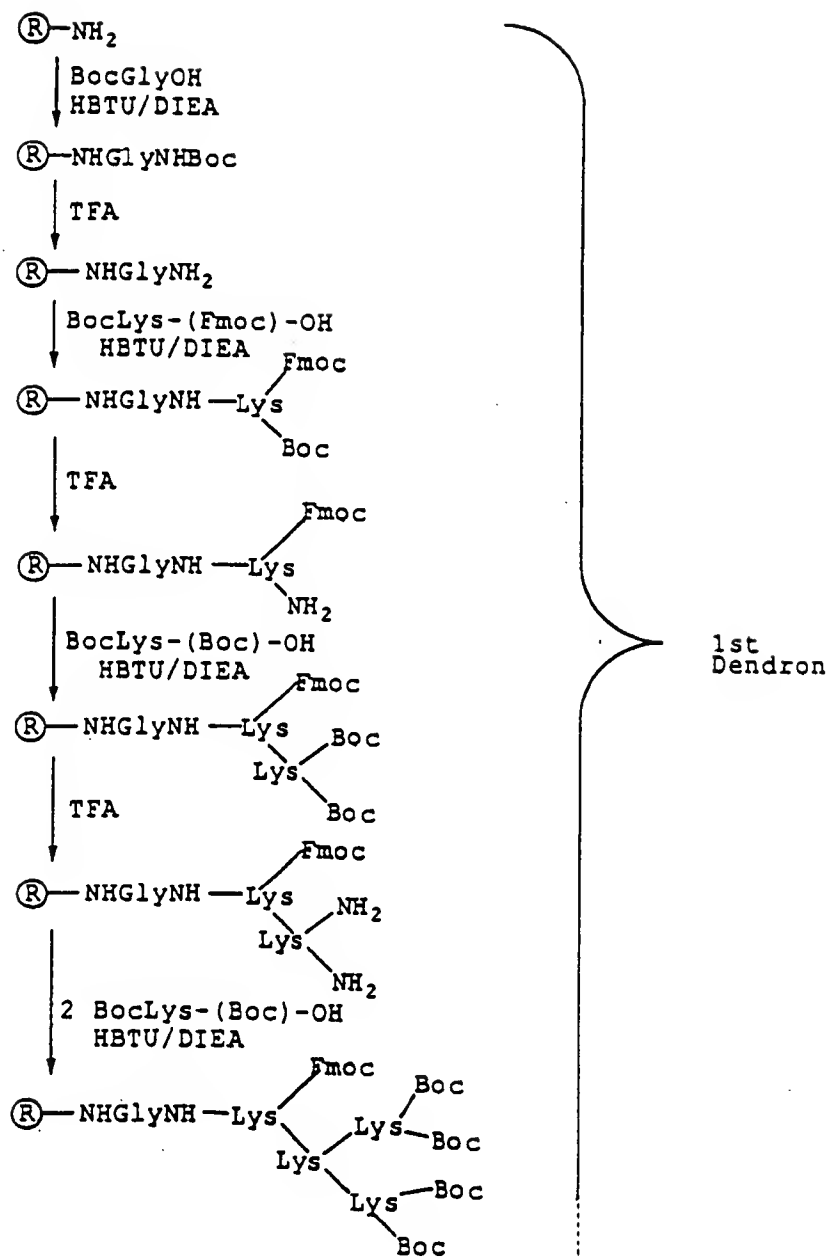 R—NH2
BocGlyOH
HBTU/DIEA
R—NHGlyNHBoc
TFA
R—NHGlyNH2
BocLys-(Fmoc)-OH
HBTU/DIEA
Fmoc
R—NHGlyNH—Lys
Boc
TFA
Fmoc
R—NHGlyNH—Lys
NH2
BocLys-(Boc)-OH
HBTU/DIEA
1st
Dendron
Fmoc
R—NHGlyNH—Lys
Boc
Lys
Boc
TFA
Fmoc
R—NHGlyNH—Lys
NH2
Lys
NH2
2 BocLys-(Boc)-OH
HBTU/DIEA
Fmoc
Boc
R—NHGlyNH—Lys
Lys
Boc
Lys
Boc
Lys
Boc